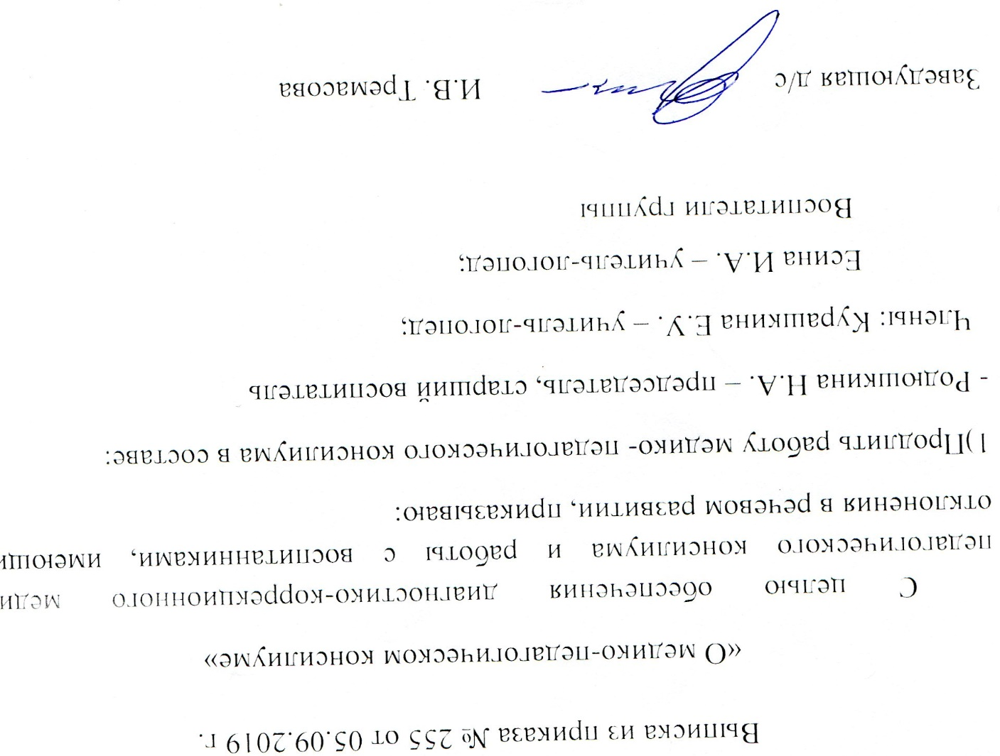 Выписка из приказа № 255 от 05.09.2019 г.
«О медико-педагогическом консилиуме»
С целью обеспечения диагностико-коррекционного меди
педагогического консилиума и работы с воспитанниками, имеющи
отклонения в речевом развитии, приказываю:
1)Продлить работу медико- педагогического консилиума в составе:
- Родюшкина Н.А. – председатель, старший воспитатель
Члены: Курашкина Е.У. – учитель-логопед;
Есина И.А. – учитель-логопед;
Воспитатели группы
Заведующая д/с И.В. Тремасова